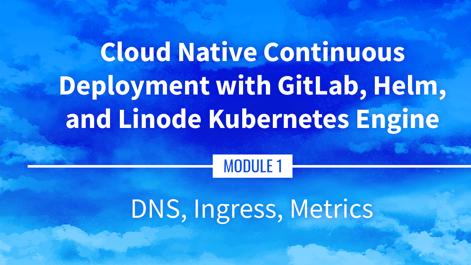 Cloud Native Continuous
Deployment with GitLab, Helm,
and Linode Kubernetes Engine
MODULE 1
DNS, Ingress, Metrics